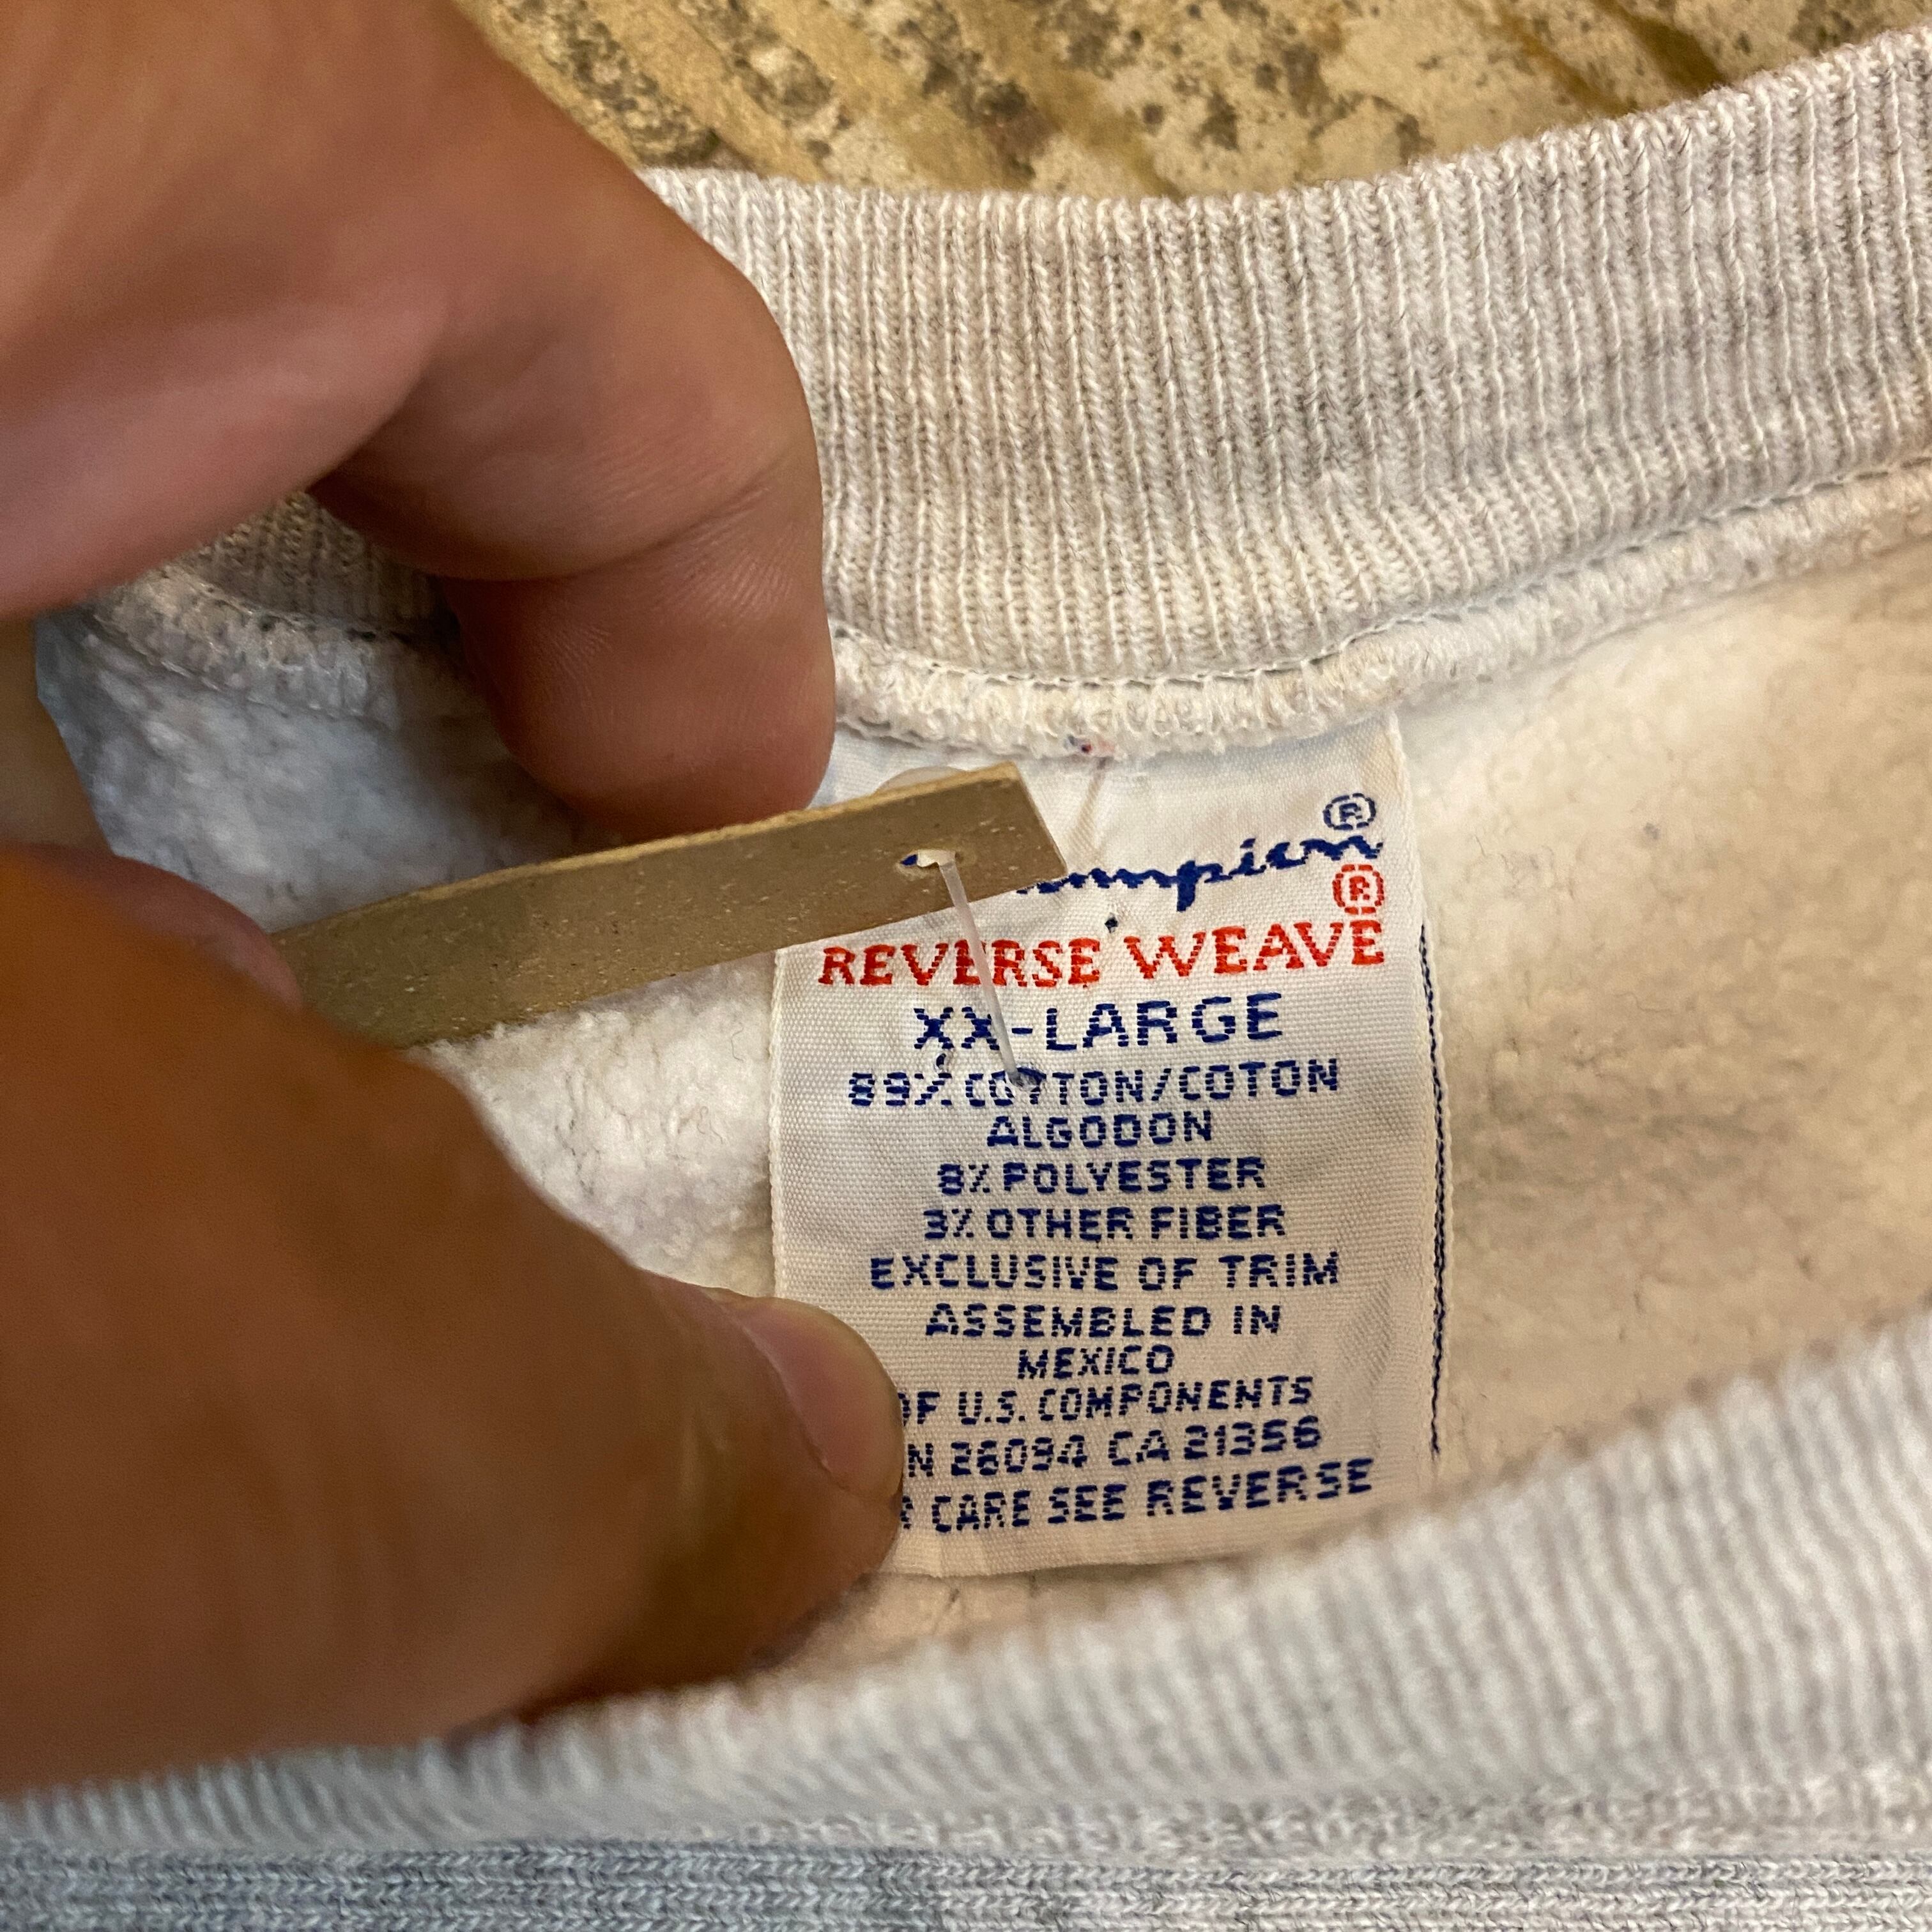 ®
ampion
®
REVERSE WEAVE
XX-LARGE
89% COTTON/COTON
ALGODON
8% POLYESTER
3% OTHER FIBER
EXCLUSIVE OF TRIM
ASSEMBLED IN
MEXICO
OF U.S. COMPONENTS
N 26094 CA 21356
R CARE SEE REVERSE